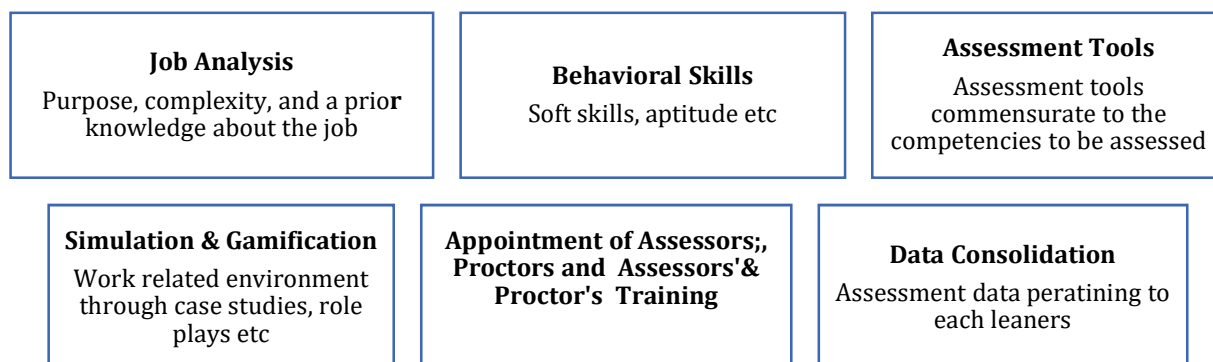 Job Analysis
Purpose, complexity, and a prior
knowledge about the job
Behavioral Skills
Soft skills, aptitude etc
Assessment Tools
Assessment tools
commensurate to the
competencies to be assessed
Simulation & Gamification
Work related environment
through case studies, role
plays etc
Appointment of Assessors;,
Proctors and Assessors'&
Proctor's Training
Data Consolidation
Assessment data peratining to
each leaners